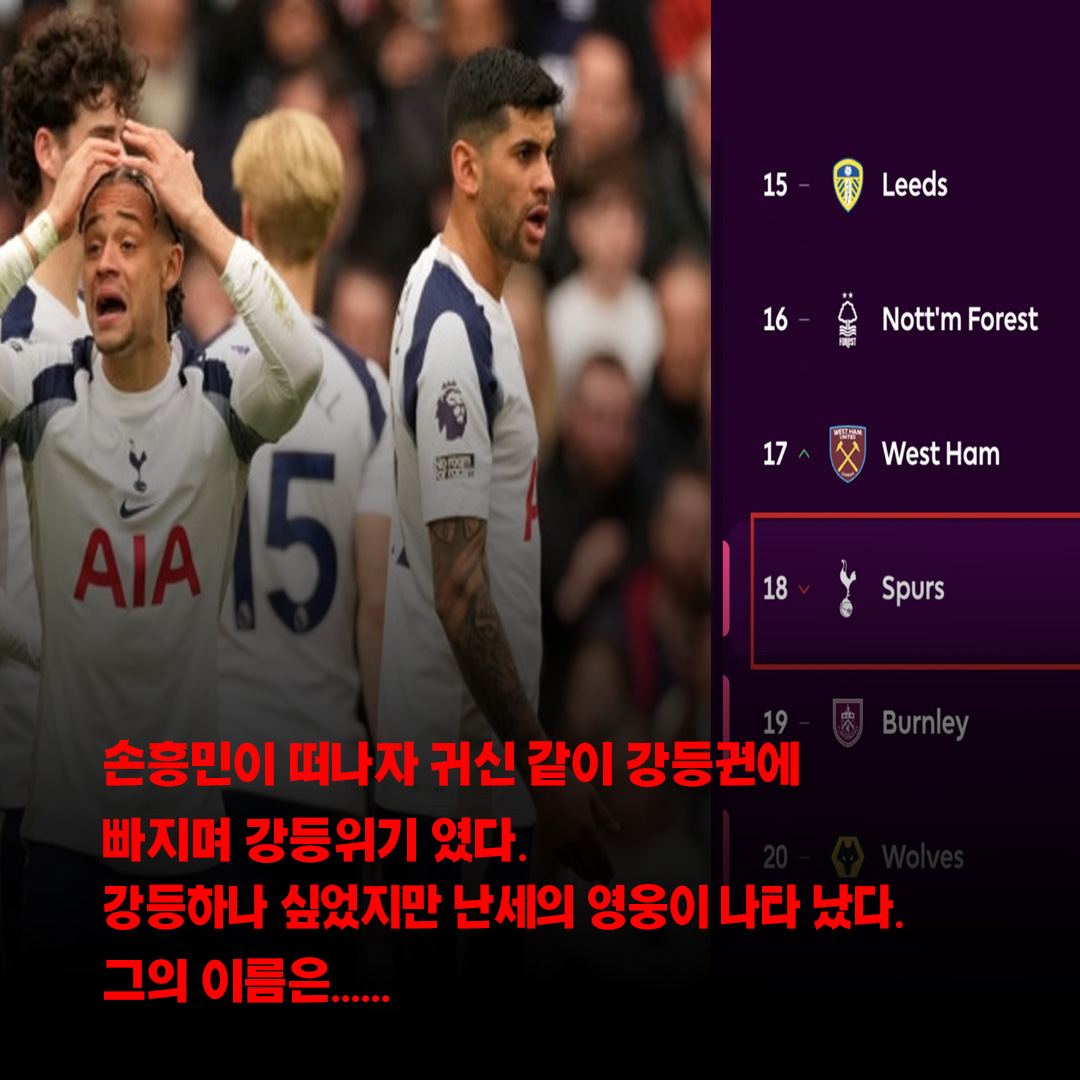 15 – Leeds
16 – Nott'm Forest
17 West Ham
18 Spurs
19 – Burnley
20 – Wolves
AIA
15
손흥민이 떠나자 귀신 같이 강등권에
빠지며 강등위기 였다.
강등하나 싶었지만 난세의 영웅이 나타 났다.
그의 이름은......